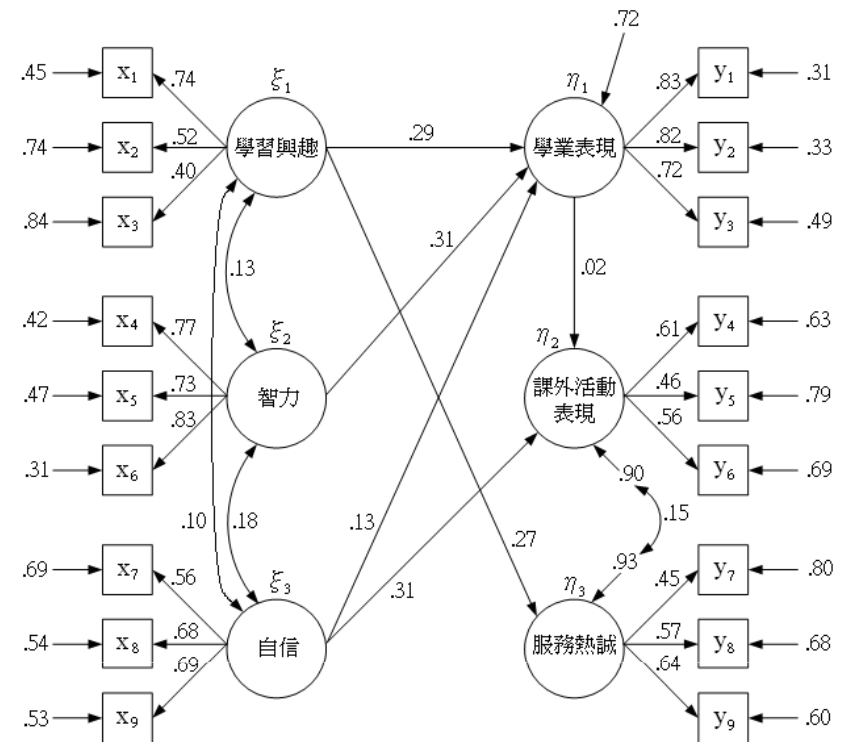 .72
.45
x₁
.74
ξ₁
學習興趣
.74
x₂
.52
.84
x₃
.40
.29
η₁
學業表現
.83
y₁
.31
.82
y₂
.33
.72
y₃
.49
.13
.31
.02
.42
x₄
.77
ξ₂
智力
.47
x₅
.73
.31
x₆
.83
η₂
課外活動
表現
.61
y₄
.63
.46
y₅
.79
.56
y₆
.69
.10
.18
.13
.31
.27
.90
.15
.93
.69
x₇
.56
ξ₃
自信
.54
x₈
.68
.53
x₉
.69
η₃
服務熱誠
.45
y₇
.80
.57
y₈
.68
.64
y₉
.60